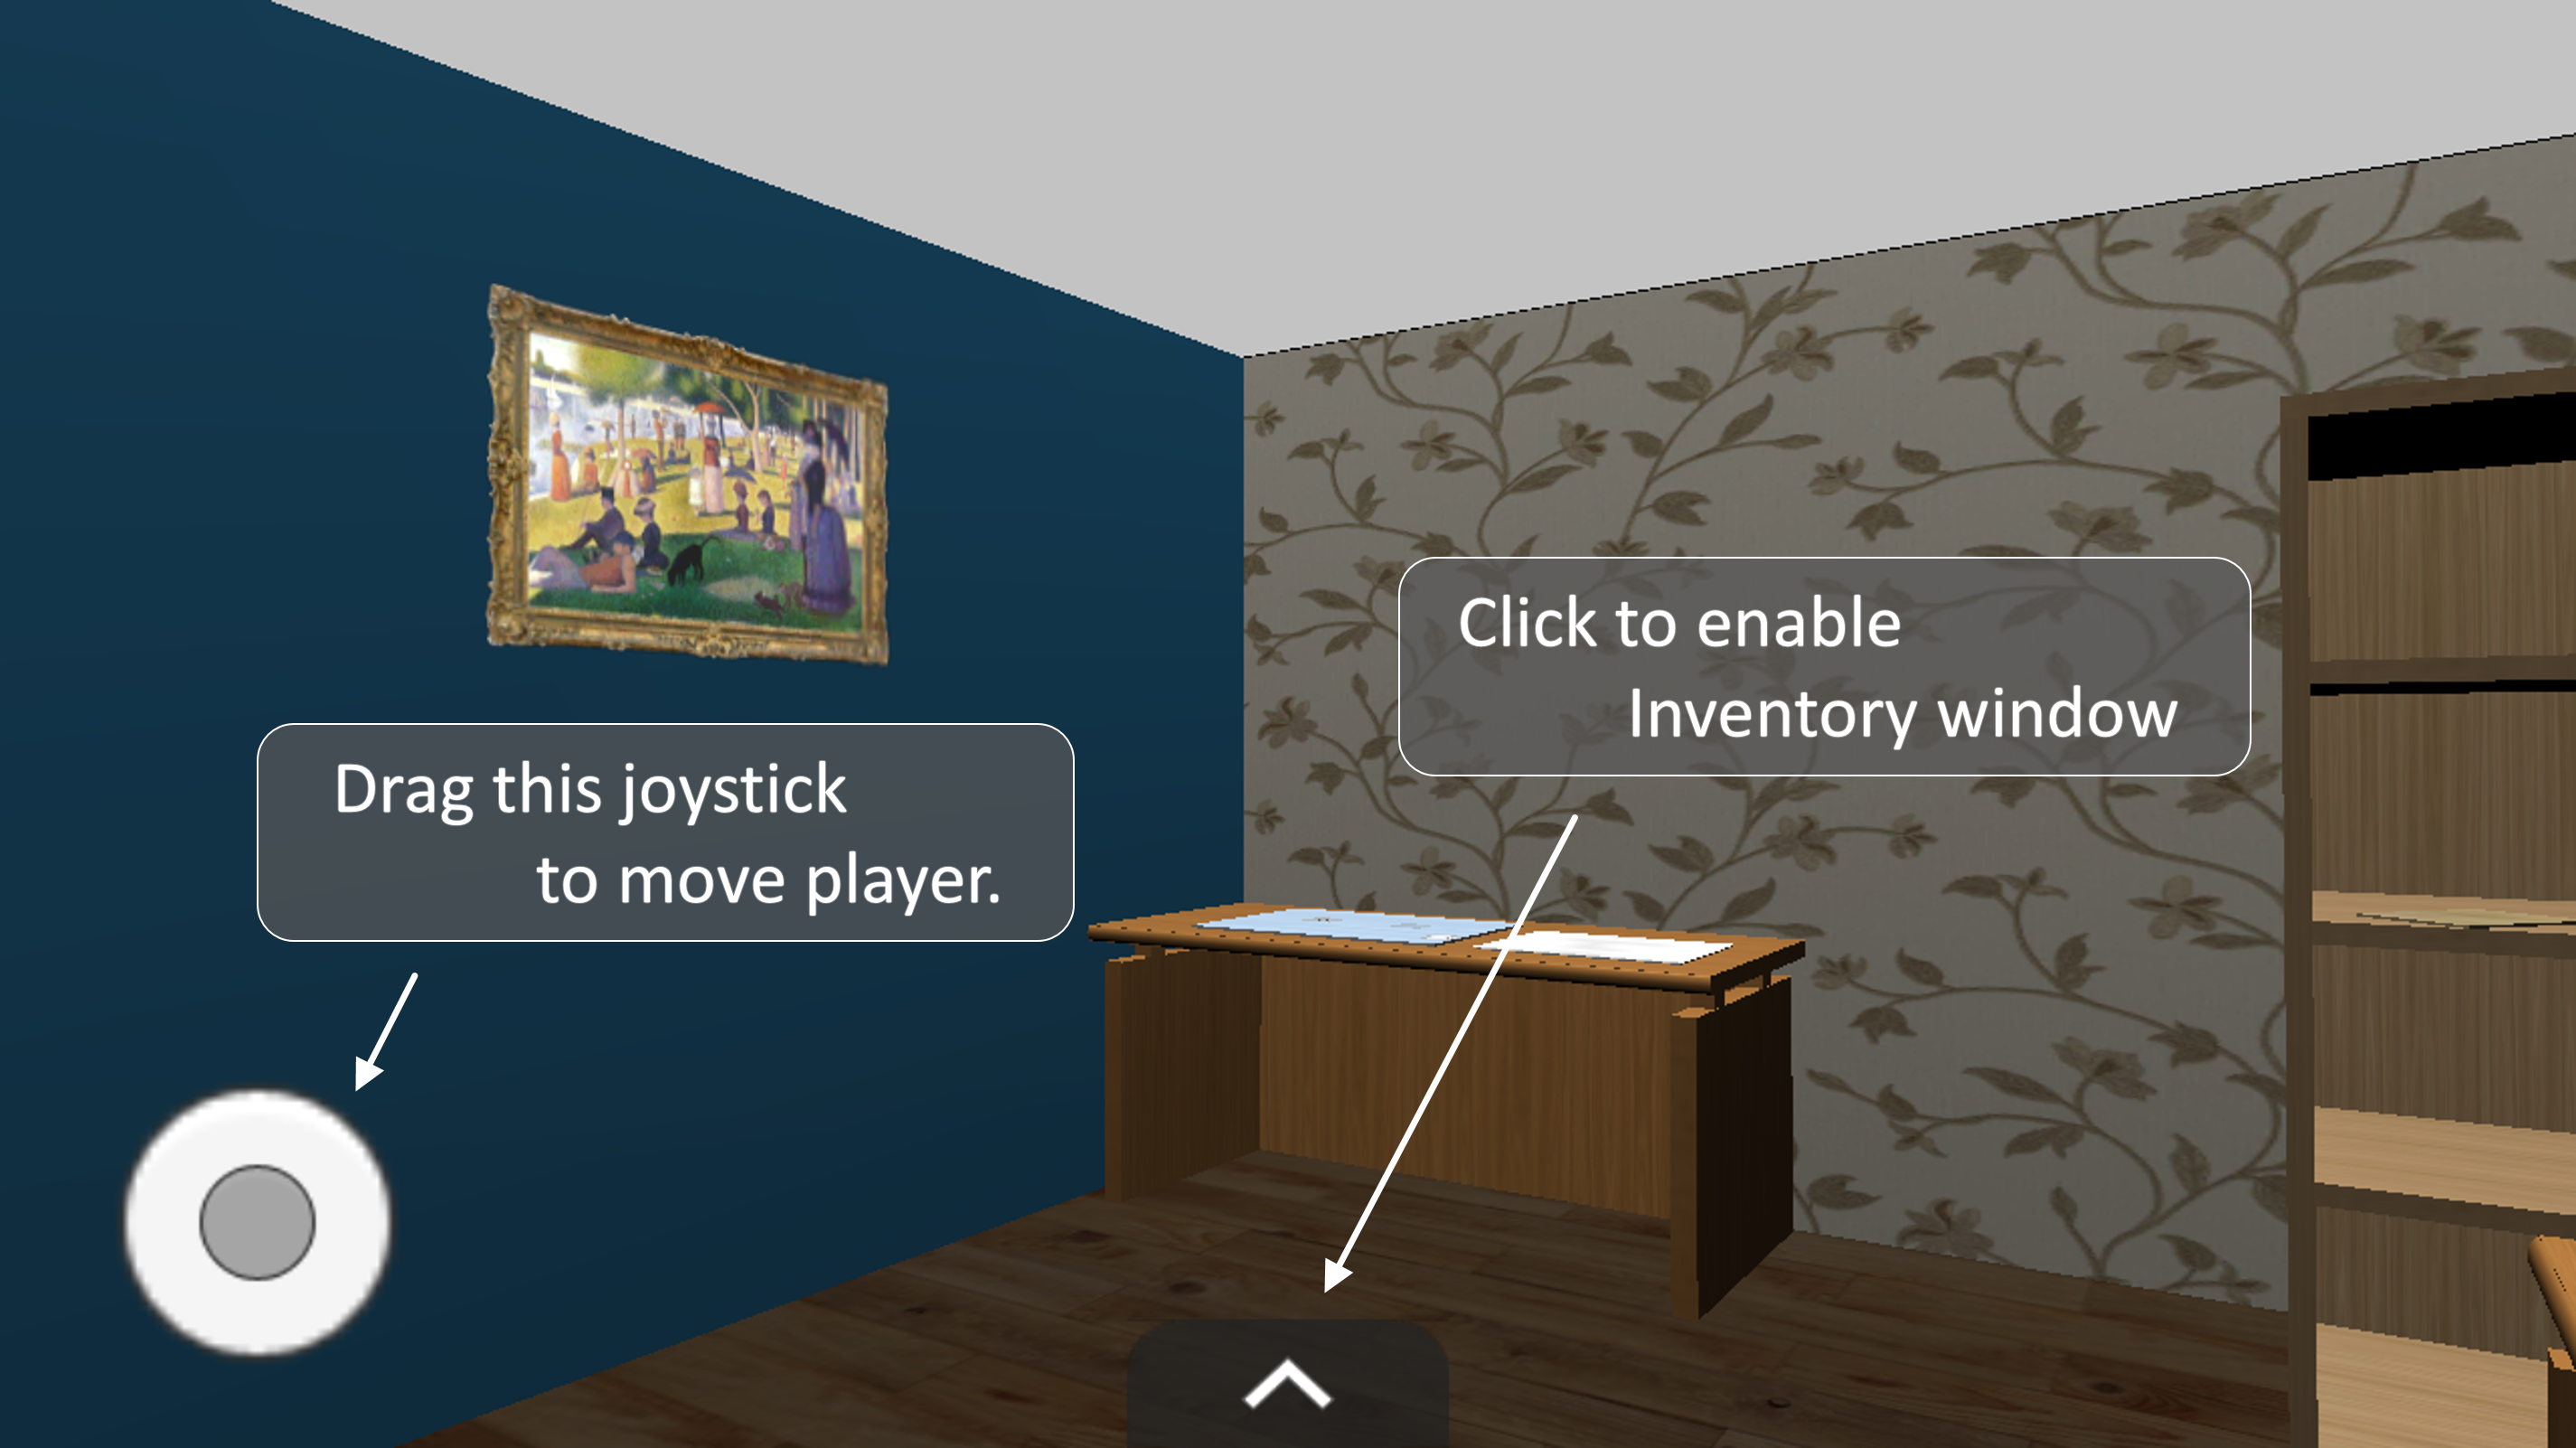 Drag this joystick
to move player.
Click to enable
Inventory window